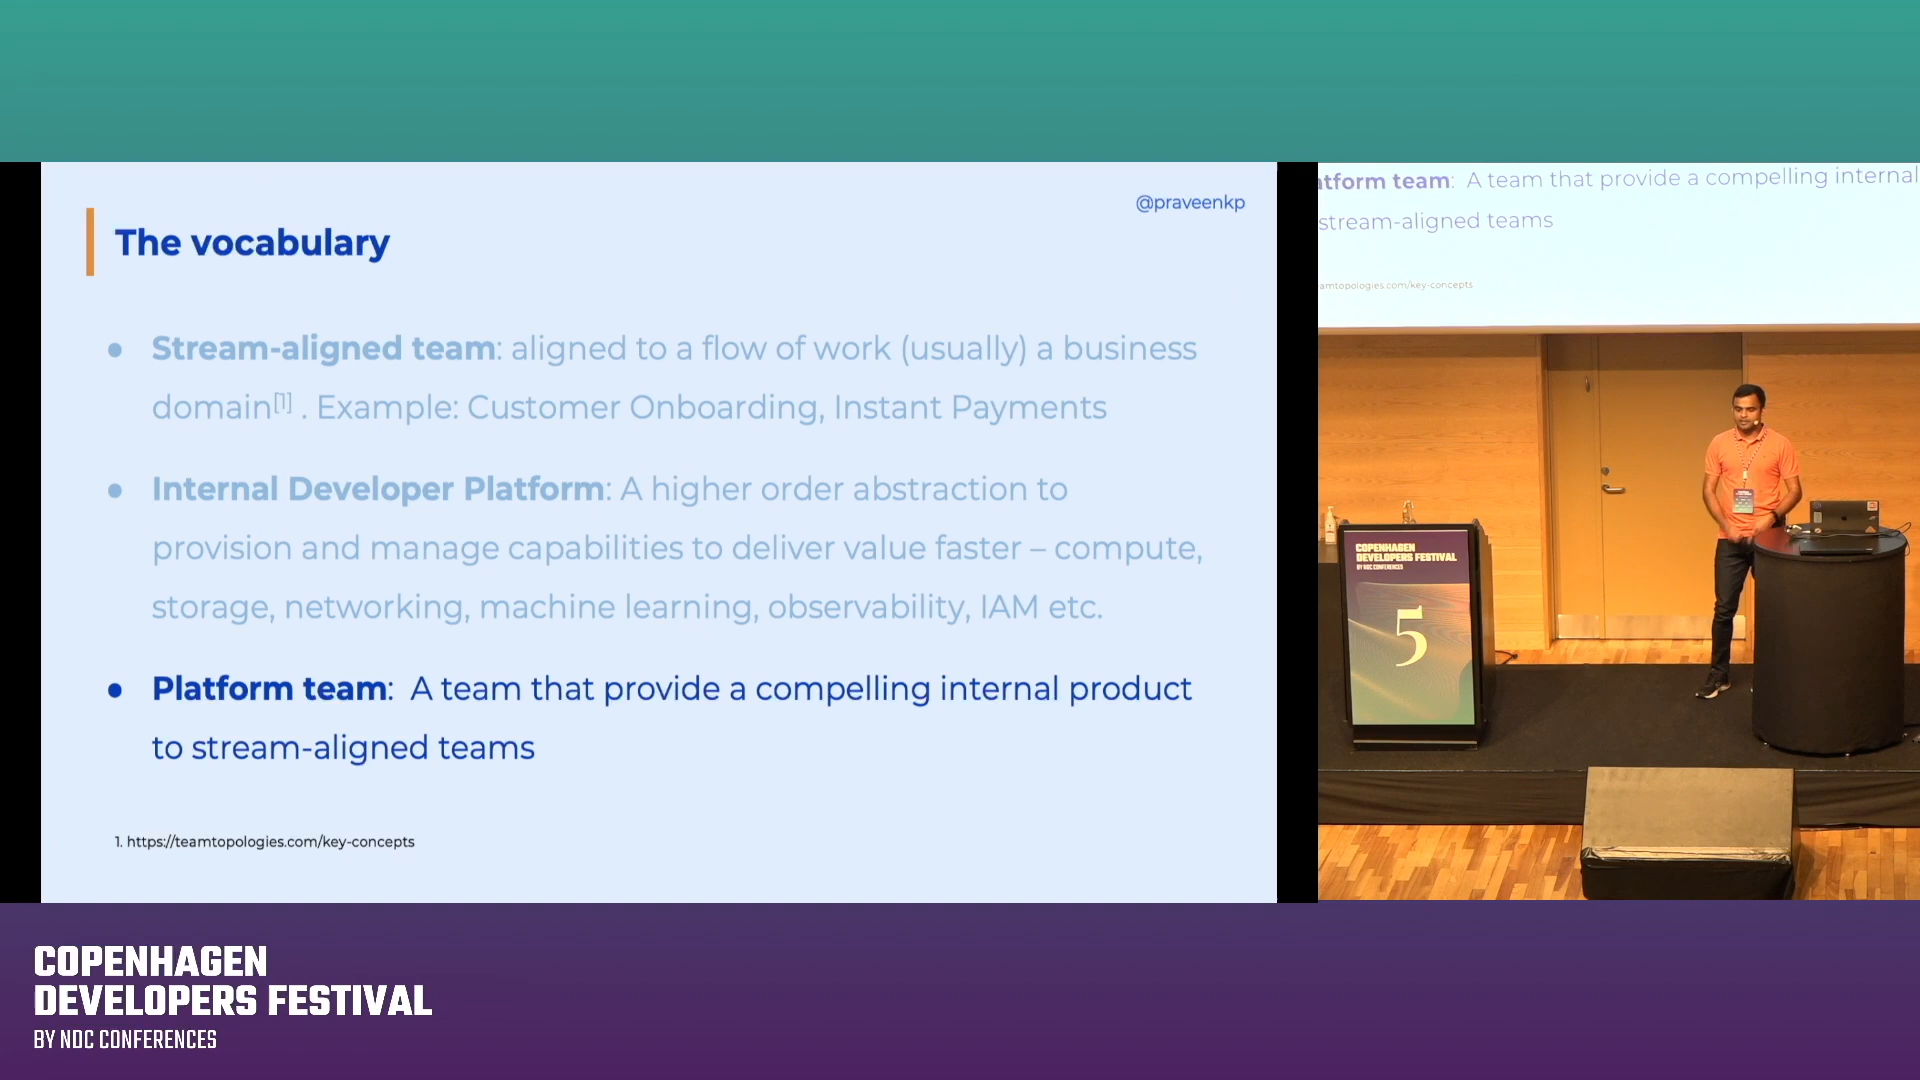 @praveenkp
The vocabulary
● Stream-aligned team: aligned to a flow of work (usually) a business
domain[1] . Example: Customer Onboarding, Instant Payments
● Internal Developer Platform: A higher order abstraction to
provision and manage capabilities to deliver value faster – compute,
storage, networking, machine learning, observability, IAM etc.
● Platform team: A team that provide a compelling internal product
to stream-aligned teams
1. https://teamtopologies.com/key-concepts
atform team: A team that provide a compelling internal
stream-aligned teams
amtopologies.com/key-concepts
COPENHAGEN
DEVELOPERS FESTIVAL
BY NDC CONFERENCES
5
COPENHAGEN
DEVELOPERS FESTIVAL
BY NDC CONFERENCES